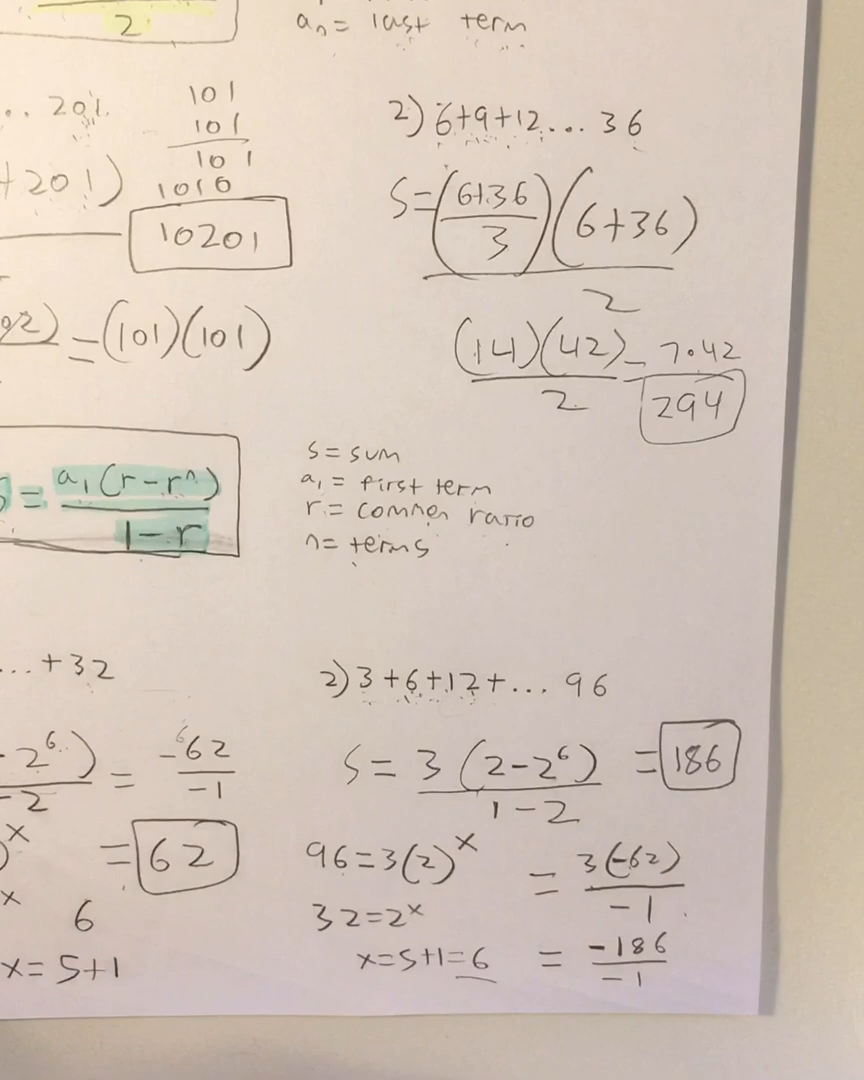 2
aₙ = last term
.. 201
101
101
101
1010
10201
+201)
= (101)(101)
2) 6+9+12... 36
S = (6+36/3)(6+36)
2
(14)(42) = 7·42
2
294
S = a₁(r-rⁿ)
1-r
S = sum
a₁ = first term
r = common ratio
n = terms
... +32
2⁶) = -62
-2 -1
= 62
x
x 6
x = 5+1
2) 3+6+12+... 96
S = 3(2-2⁶) = 186
1-2
96 = 3(2)ˣ = 3(-62)
-1
32 = 2ˣ
x = 5+1 = 6 = -186
-1